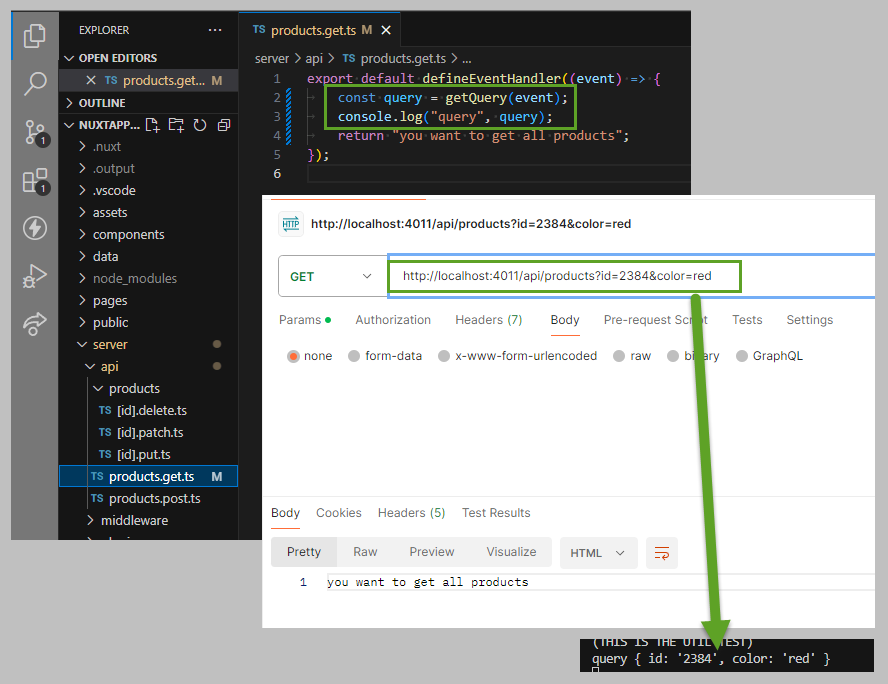 EXPLORER
OPEN EDITORS
TS products.get... M
OUTLINE
NUXTAPP...
.nuxt
.output
.vscode
assets
components
data
node_modules
pages
public
server
api
products
TS [id].delete.ts
TS [id].patch.ts
TS [id].put.ts
TS products.get.ts M
TS products.post.ts
middleware
1
1
TS products.get.ts M
server > api > TS products.get.ts > ...
1 export default defineEventHandler((event) => {
2 const query = getQuery(event);
3 console.log("query", query);
4 return "you want to get all products";
5 });
6
HTTP http://localhost:4011/api/products?id=2384&color=red
GET http://localhost:4011/api/products?id=2384&color=red
Params Authorization Headers (7) Body Pre-request Script Tests Settings
none form-data x-www-form-urlencoded raw binary GraphQL
Body Cookies Headers (5) Test Results
Pretty Raw Preview Visualize HTML
1 you want to get all products
(THIS IS THE UTIL TEST)
query { id: '2384', color: 'red' }